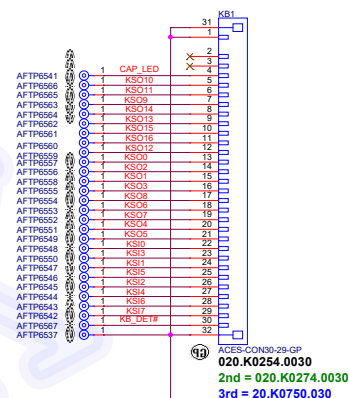 KB1
31
1
2
3
CAP_LED
4
KSO10
5
KSO11
6
KSO9
7
KSO14
8
KSO13
9
KSO15
10
KSO16
11
KSO12
12
KSO0
13
KSO2
14
KSO1
15
KSO3
16
KSO8
17
KSO6
18
KSO7
19
KSO4
20
KSO5
21
KSI0
22
KSI3
23
KSI1
24
KSI5
25
KSI2
26
KSI4
27
KSI6
28
KSI7
29
KB_DET#
30
32
AFTP6541 1
AFTP6566 1
AFTP6565 1
AFTP6563 1
AFTP6564 1
AFTP6562 1
AFTP6561 1
AFTP6560 1
AFTP6559 1
AFTP6557 1
AFTP6556 1
AFTP6558 1
AFTP6555 1
AFTP6554 1
AFTP6553 1
AFTP6552 1
AFTP6551 1
AFTP6549 1
AFTP6548 1
AFTP6550 1
AFTP6547 1
AFTP6546 1
AFTP6545 1
AFTP6544 1
AFTP6543 1
AFTP6542 1
AFTP6567 1
AFTP6537 1
ACES-CON30-29-GP
020.K0254.0030
2nd = 020.K0274.0030
3rd = 20.K0750.030